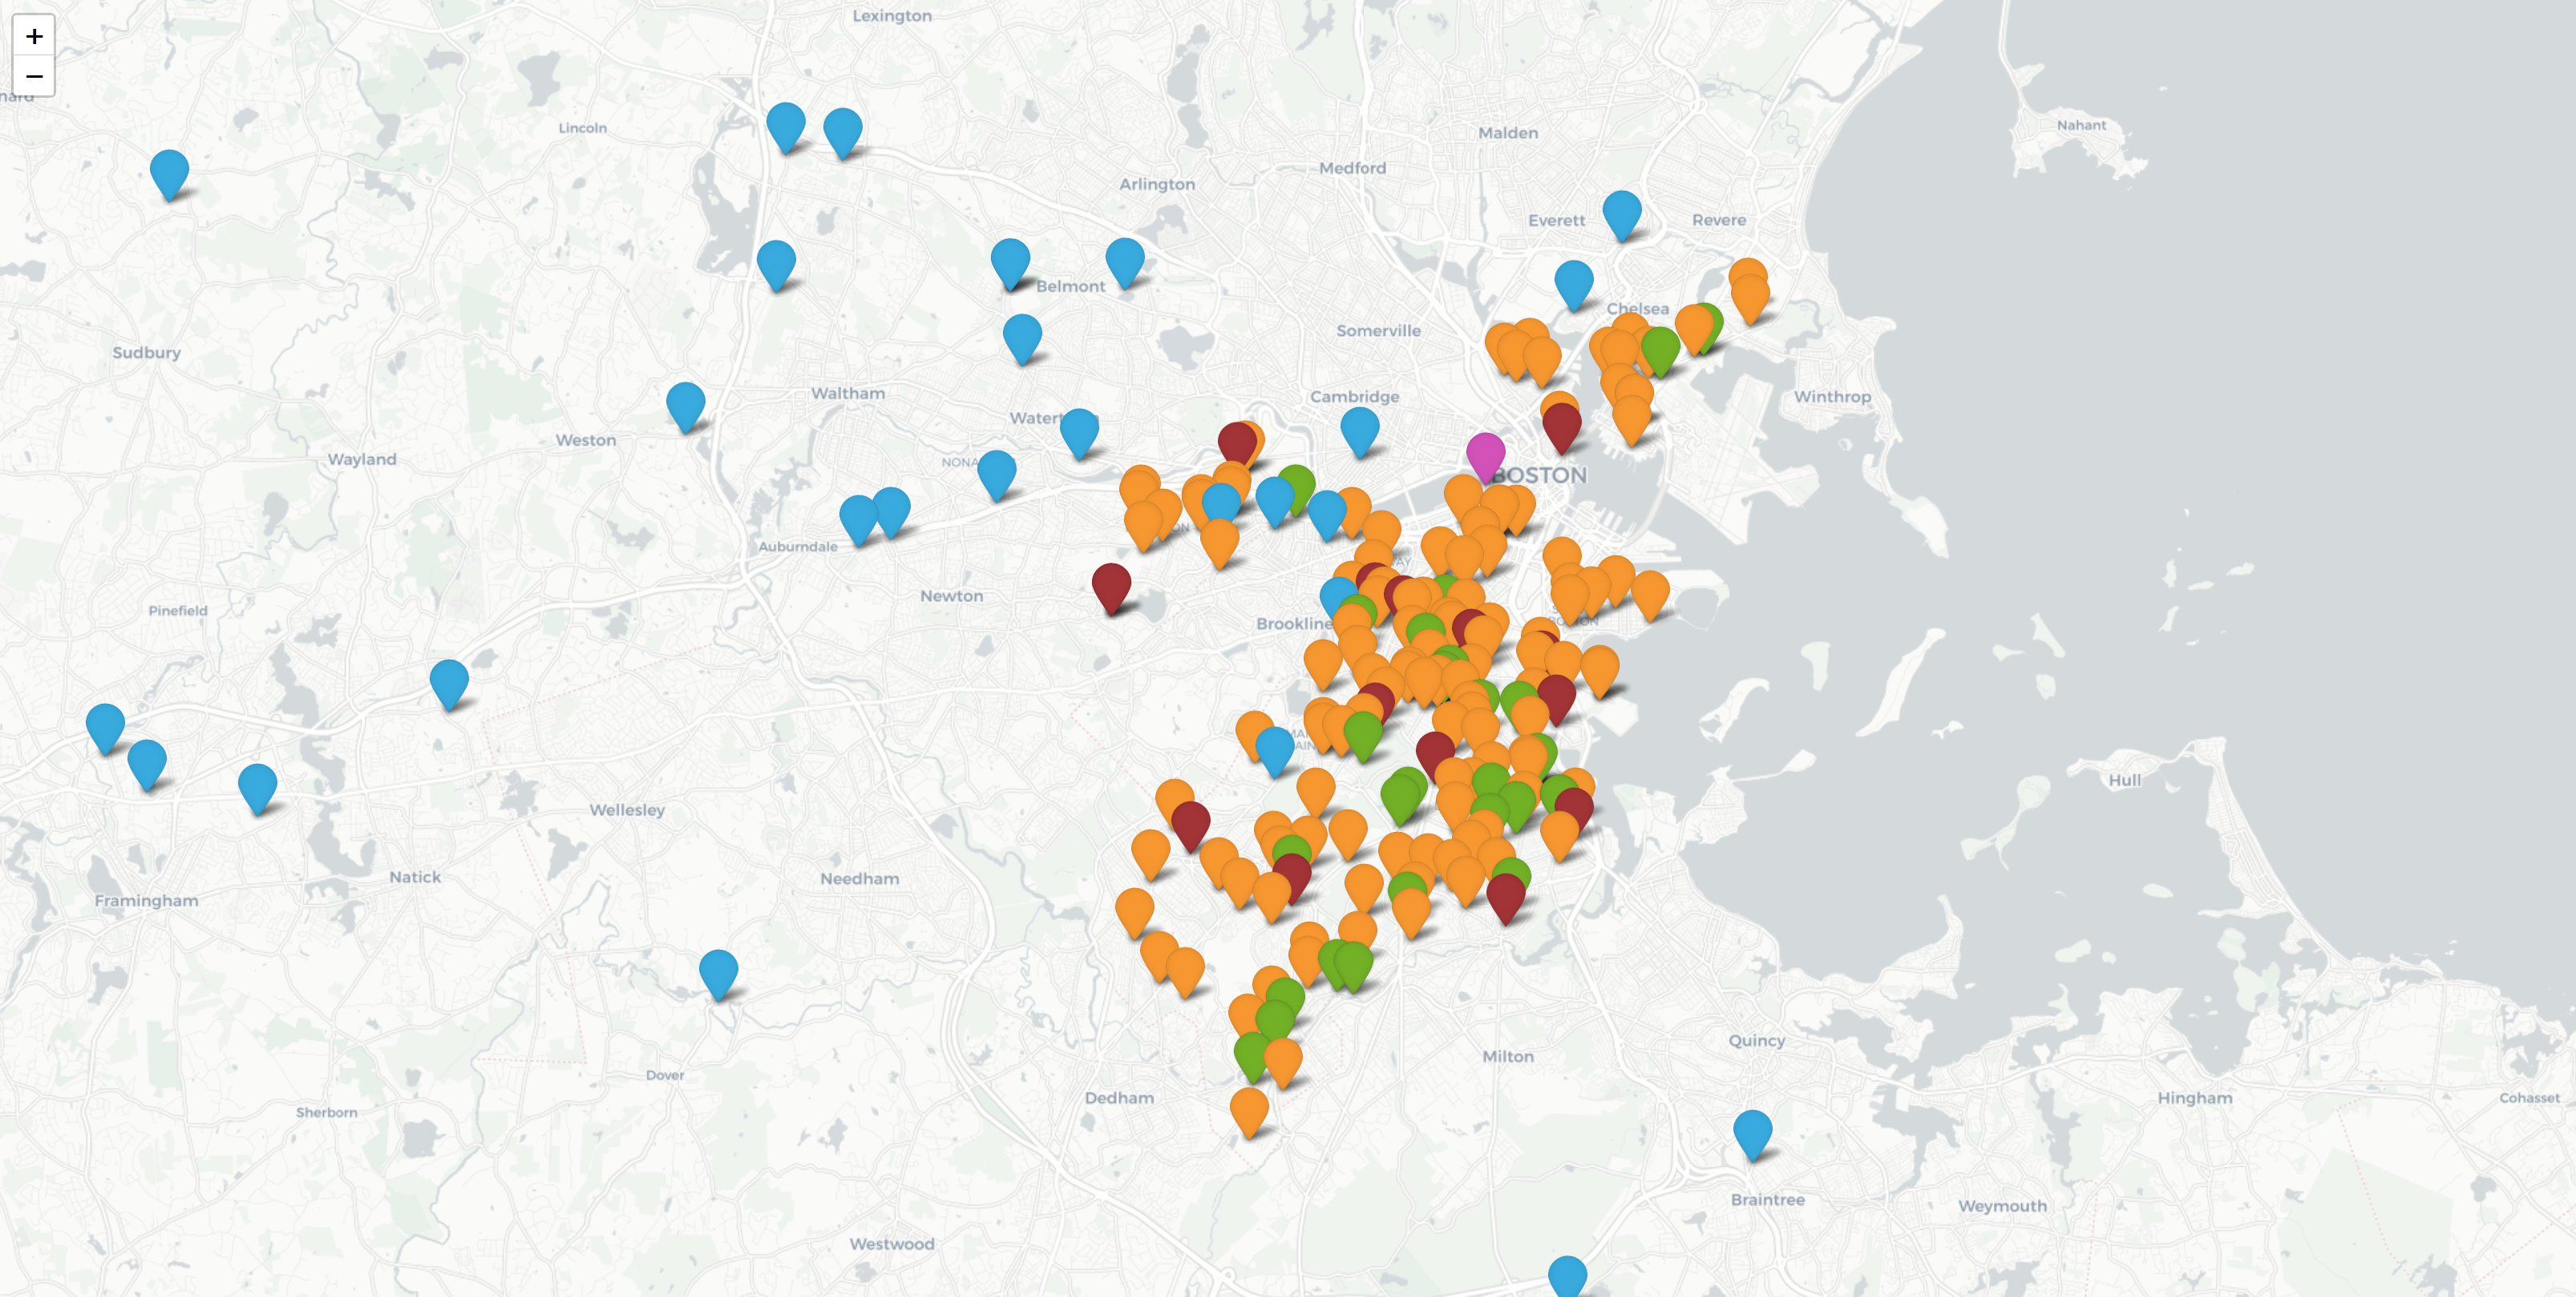 +
Lexington
−
Lincoln
Nahant
Malden
Medford
Arlington
Everett
Revere
Belmont
Chelsea
Somerville
Sudbury
Waltham
Cambridge
Winthrop
Weston
Wayland
BOSTON
Auburndale
Newton
Pinefield
Brookline
Hull
Wellesley
Natick
Needham
Framingham
Quincy
Milton
Dover
Dedham
Hingham
Cohasset
Sherborn
Braintree
Weymouth
Westwood